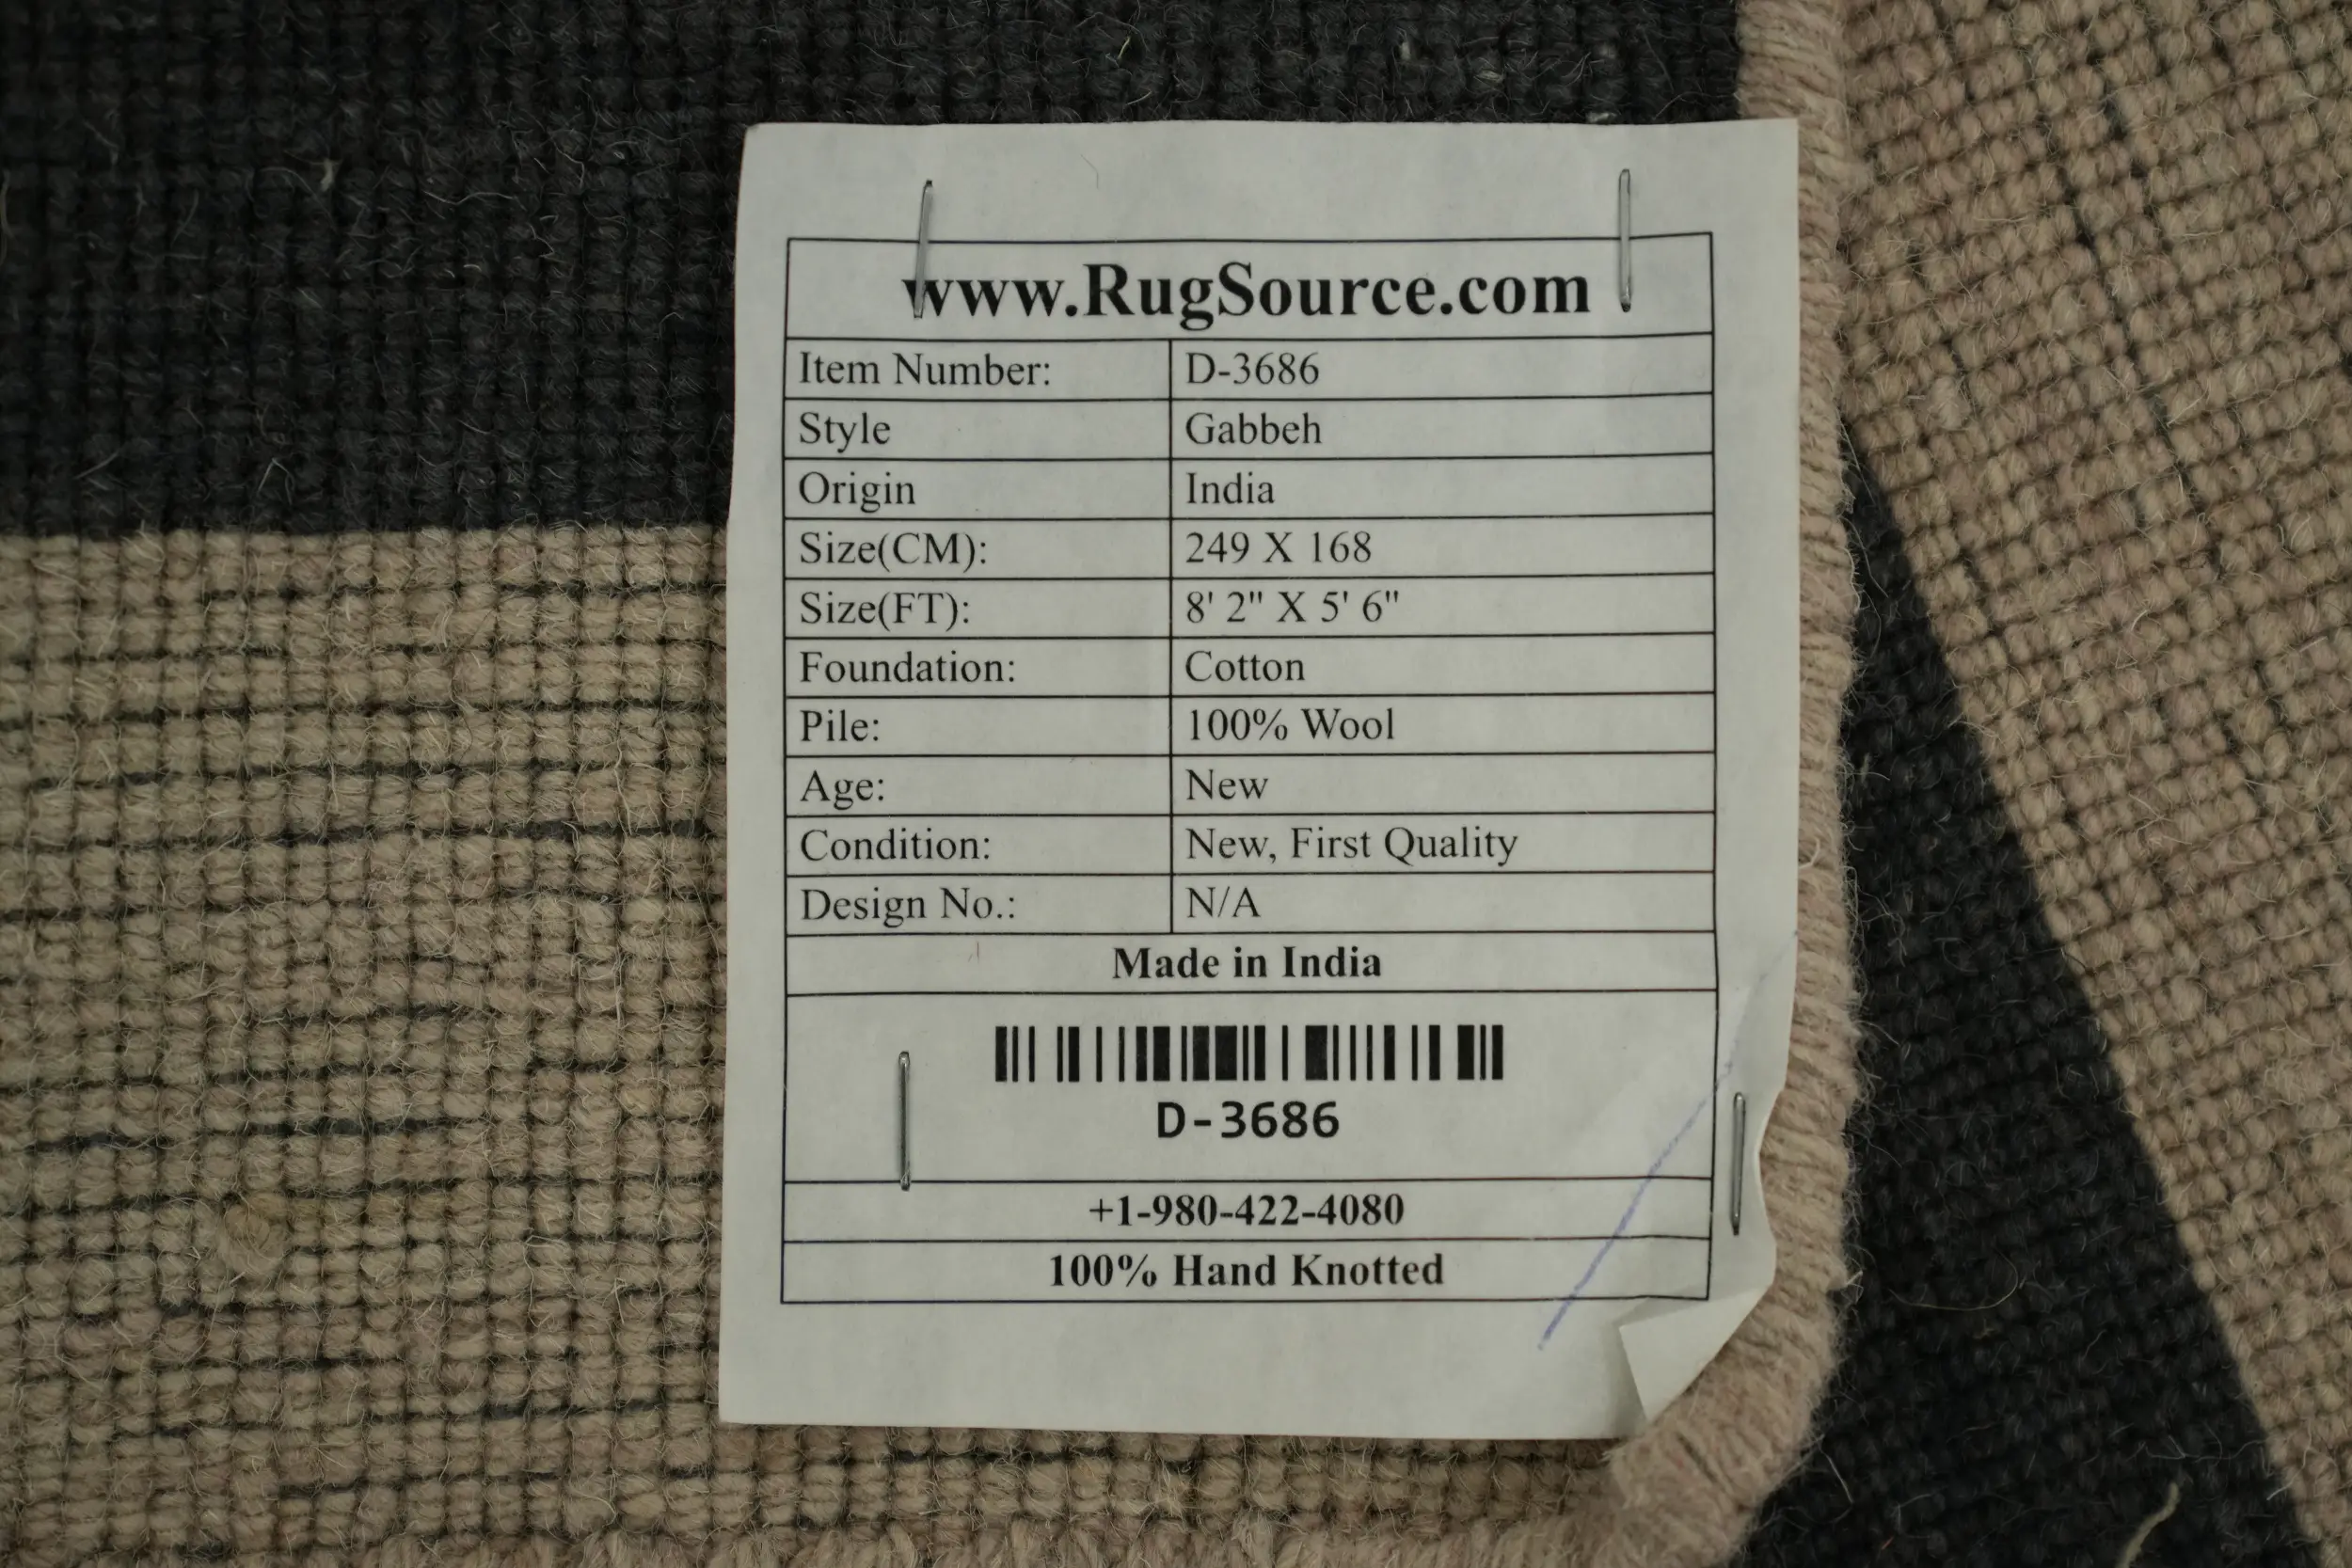 www.RugSource.com
Item Number: D-3686
Style Gabbeh
Origin India
Size(CM): 249 X 168
Size(FT): 8' 2" X 5' 6"
Foundation: Cotton
Pile: 100% Wool
Age: New
Condition: New, First Quality
Design No.: N/A
Made in India
D-3686
+1-980-422-4080
100% Hand Knotted